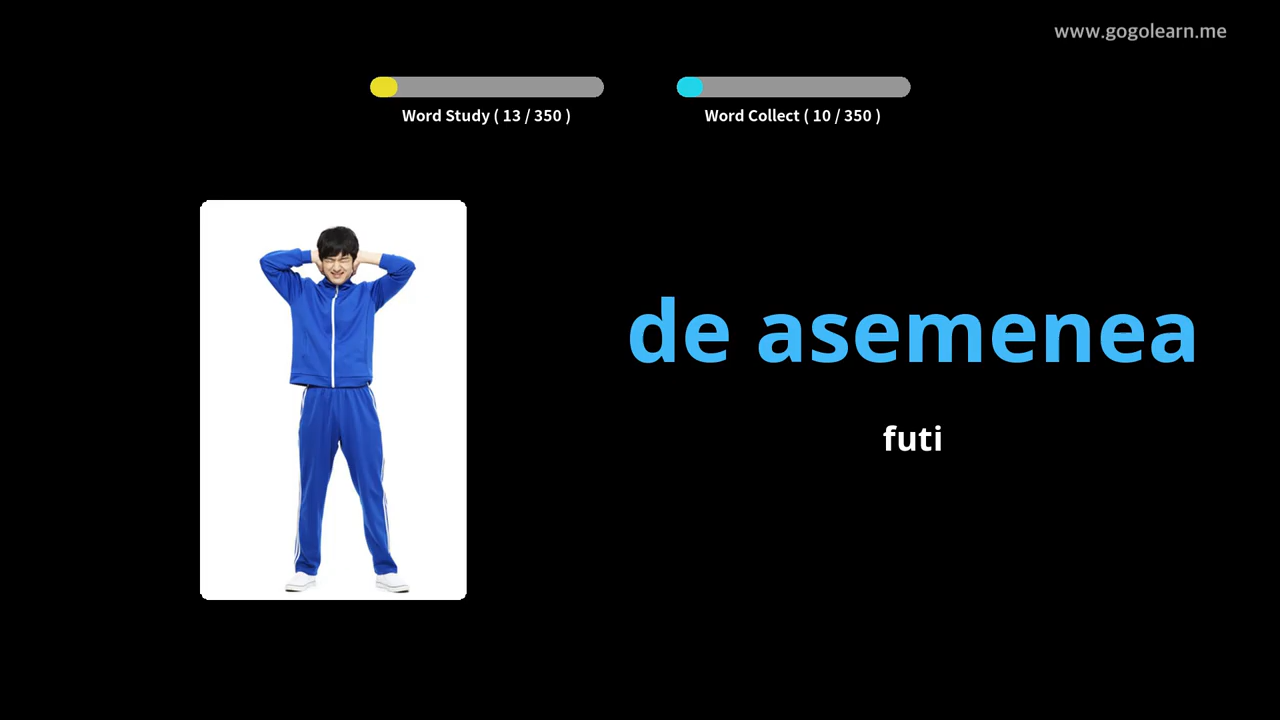 www.gogolearn.me
Word Study ( 13 / 350 )
Word Collect ( 10 / 350 )
de asemenea
futi